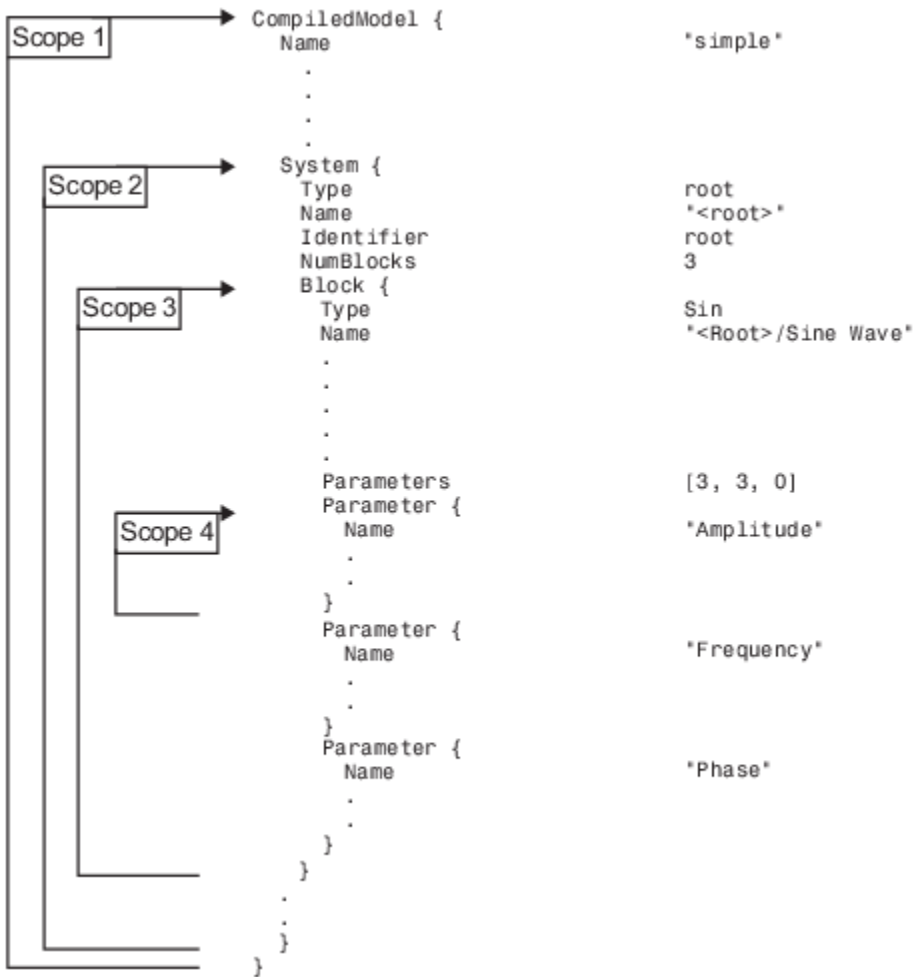 Scope 1
CompiledModel {
Name "simple"
.
.
.
.
Scope 2
System {
Type root
Name "<root>"
Identifier root
NumBlocks 3
Scope 3
Block {
Type Sin
Name "<Root>/Sine Wave"
.
.
.
.
.
Parameters [3, 3, 0]
Scope 4
Parameter {
Name "Amplitude"
.
.
}
Parameter {
Name "Frequency"
.
.
}
Parameter {
Name "Phase"
.
.
}
}
.
.
}
}